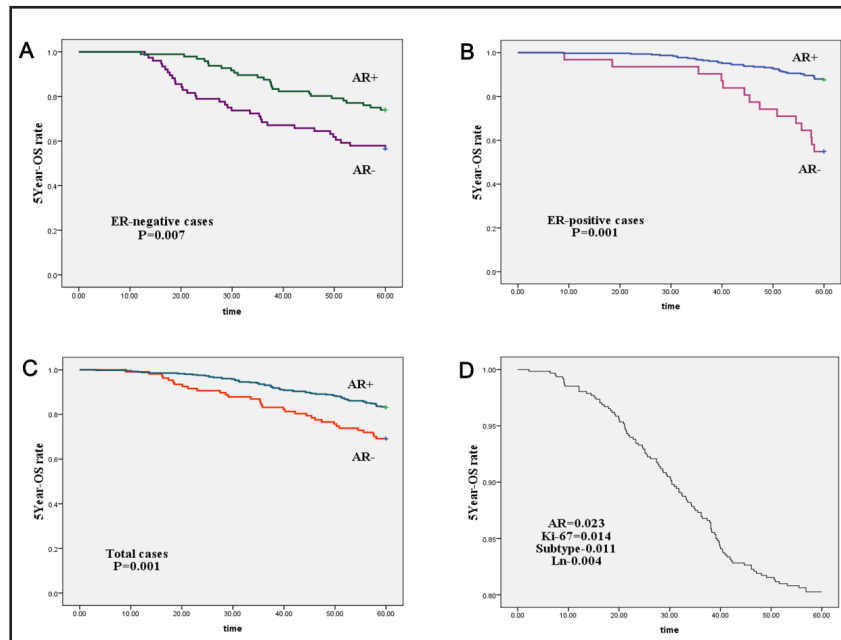 A
5Year-OS rate
1.0
0.8
0.6
0.4
0.2
0.0
AR+
AR-
ER-negative cases
P=0.007
0.00 10.00 20.00 30.00 40.00 50.00 60.00
time
B
5Year-OS rate
1.0
0.8
0.6
0.4
0.2
0.0
AR+
AR-
ER-positive cases
P=0.001
0.00 10.00 20.00 30.00 40.00 50.00 60.00
time
C
5Year-OS rate
1.0
0.8
0.6
0.4
0.2
0.0
AR+
AR-
Total cases
P=0.001
0.00 10.00 20.00 30.00 40.00 50.00 60.00
time
D
5Year-OS rate
1.00
0.95
0.90
0.85
0.80
AR=0.023
Ki-67=0.014
Subtype-0.011
Ln-0.004
0.00 10.00 20.00 30.00 40.00 50.00 60.00
time